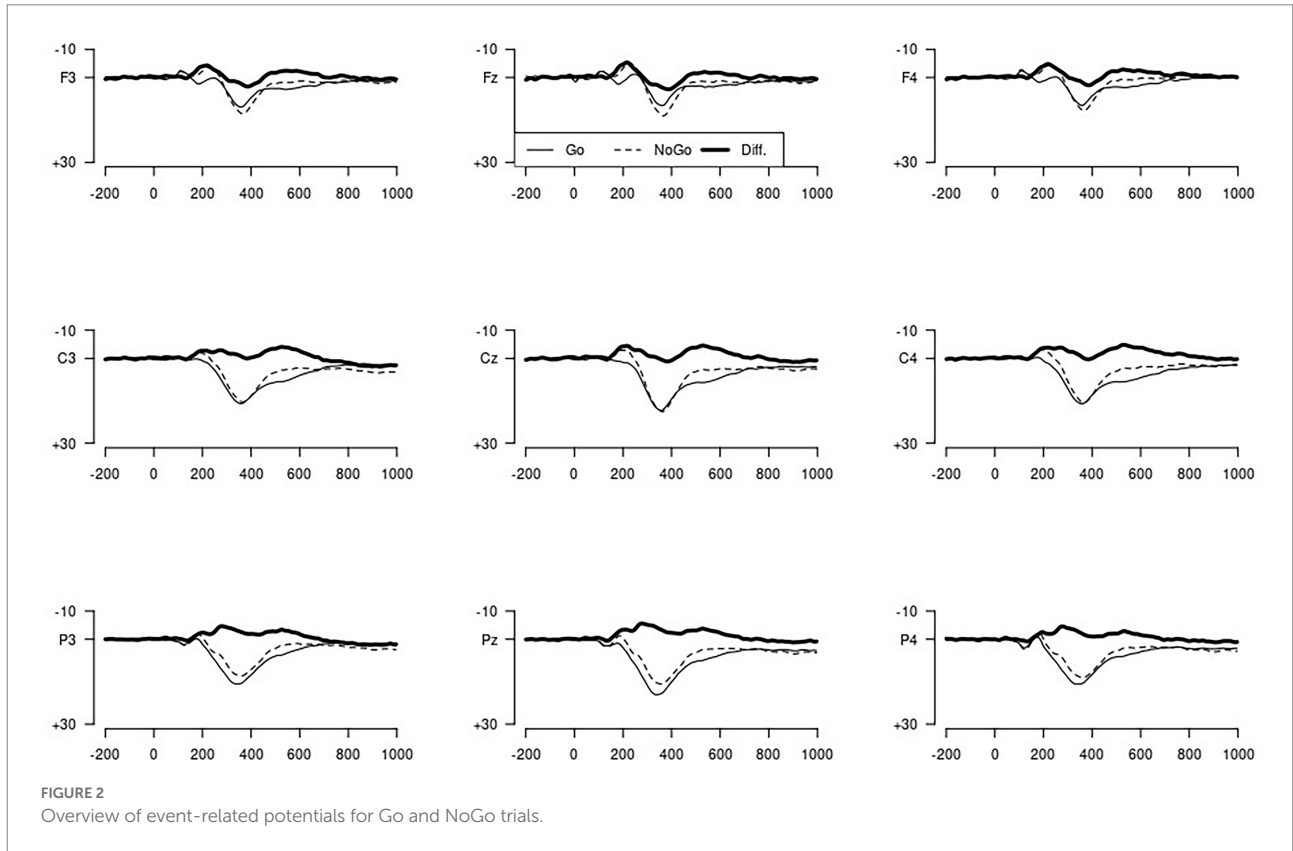 -10 -10 -10
F3 Fz F4
+30 +30 +30
Go NoGo Diff.
-200 0 200 400 600 800 1000 -200 0 200 400 600 800 1000 -200 0 200 400 600 800 1000
-10 -10 -10
C3 Cz C4
+30 +30 +30
-200 0 200 400 600 800 1000 -200 0 200 400 600 800 1000 -200 0 200 400 600 800 1000
-10 -10 -10
P3 Pz P4
+30 +30 +30
-200 0 200 400 600 800 1000 -200 0 200 400 600 800 1000 -200 0 200 400 600 800 1000
FIGURE 2
Overview of event-related potentials for Go and NoGo trials.